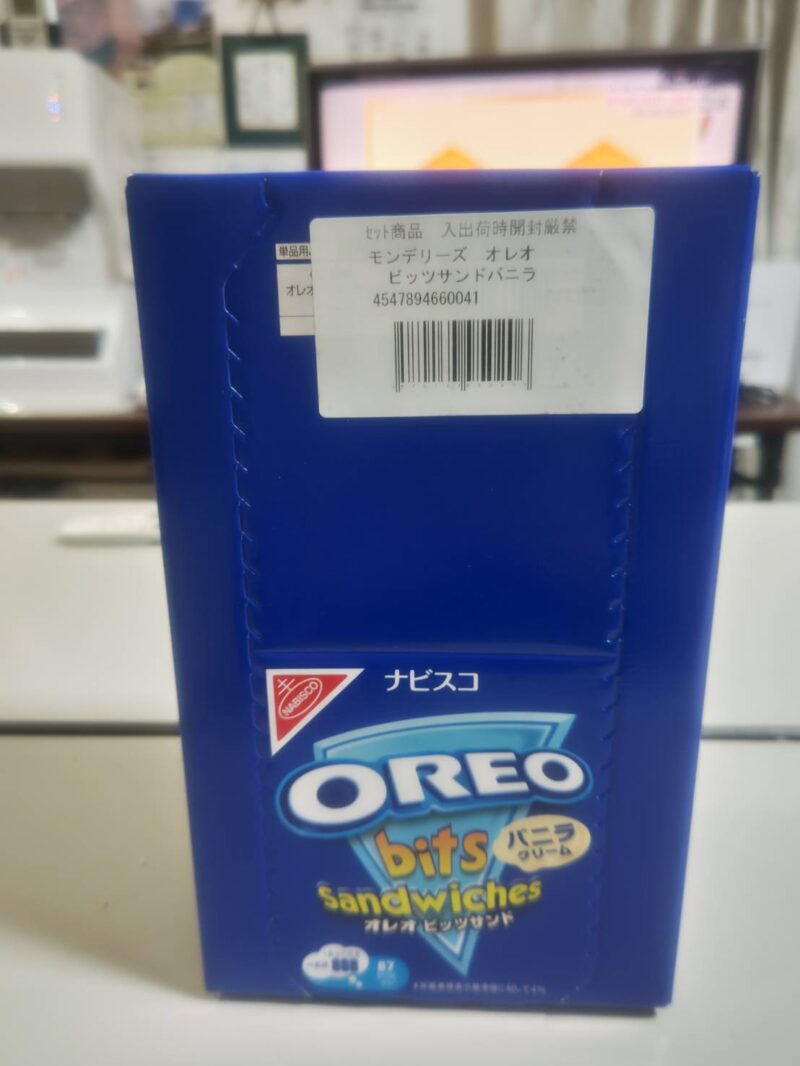 セット商品　入出荷時開封厳禁
モンデリーズ　オレオ
ビッツサンドバニラ
4547894660041
単品用
オレオ
NABISCO
ナビスコ
OREO
bits
バニラ
クリーム
sandwiches
オレオ ビッツサンド
87